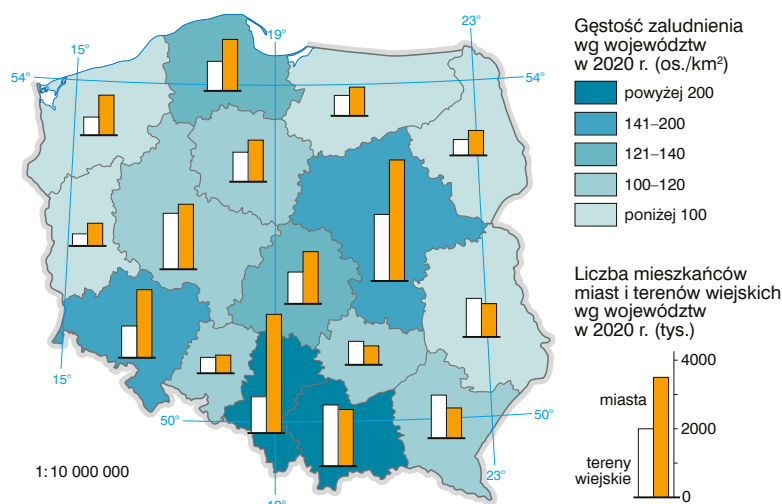 19°
23°
15°
54°
54°
50°
50°
15°
23°
19°
1:10 000 000
Gęstość zaludnienia
wg województw
w 2020 r. (os./km²)
powyżej 200
141–200
121–140
100–120
poniżej 100
Liczba mieszkańców
miast i terenów wiejskich
wg województw
w 2020 r. (tys.)
4000
miasta
2000
tereny
wiejskie
0